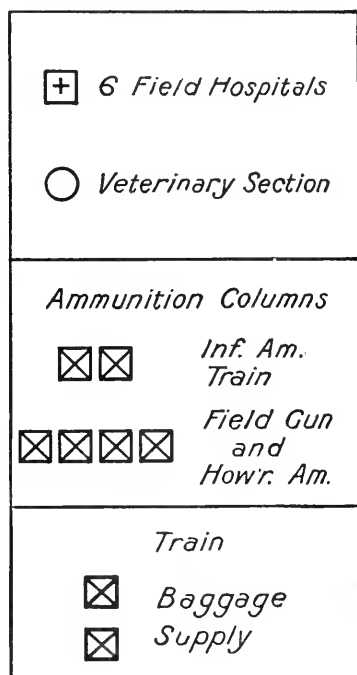 6 Field Hospitals
Veterinary Section
Ammunition Columns
Inf. Am.
Train
Field Gun
and
How'r. Am.
Train
Baggage
Supply